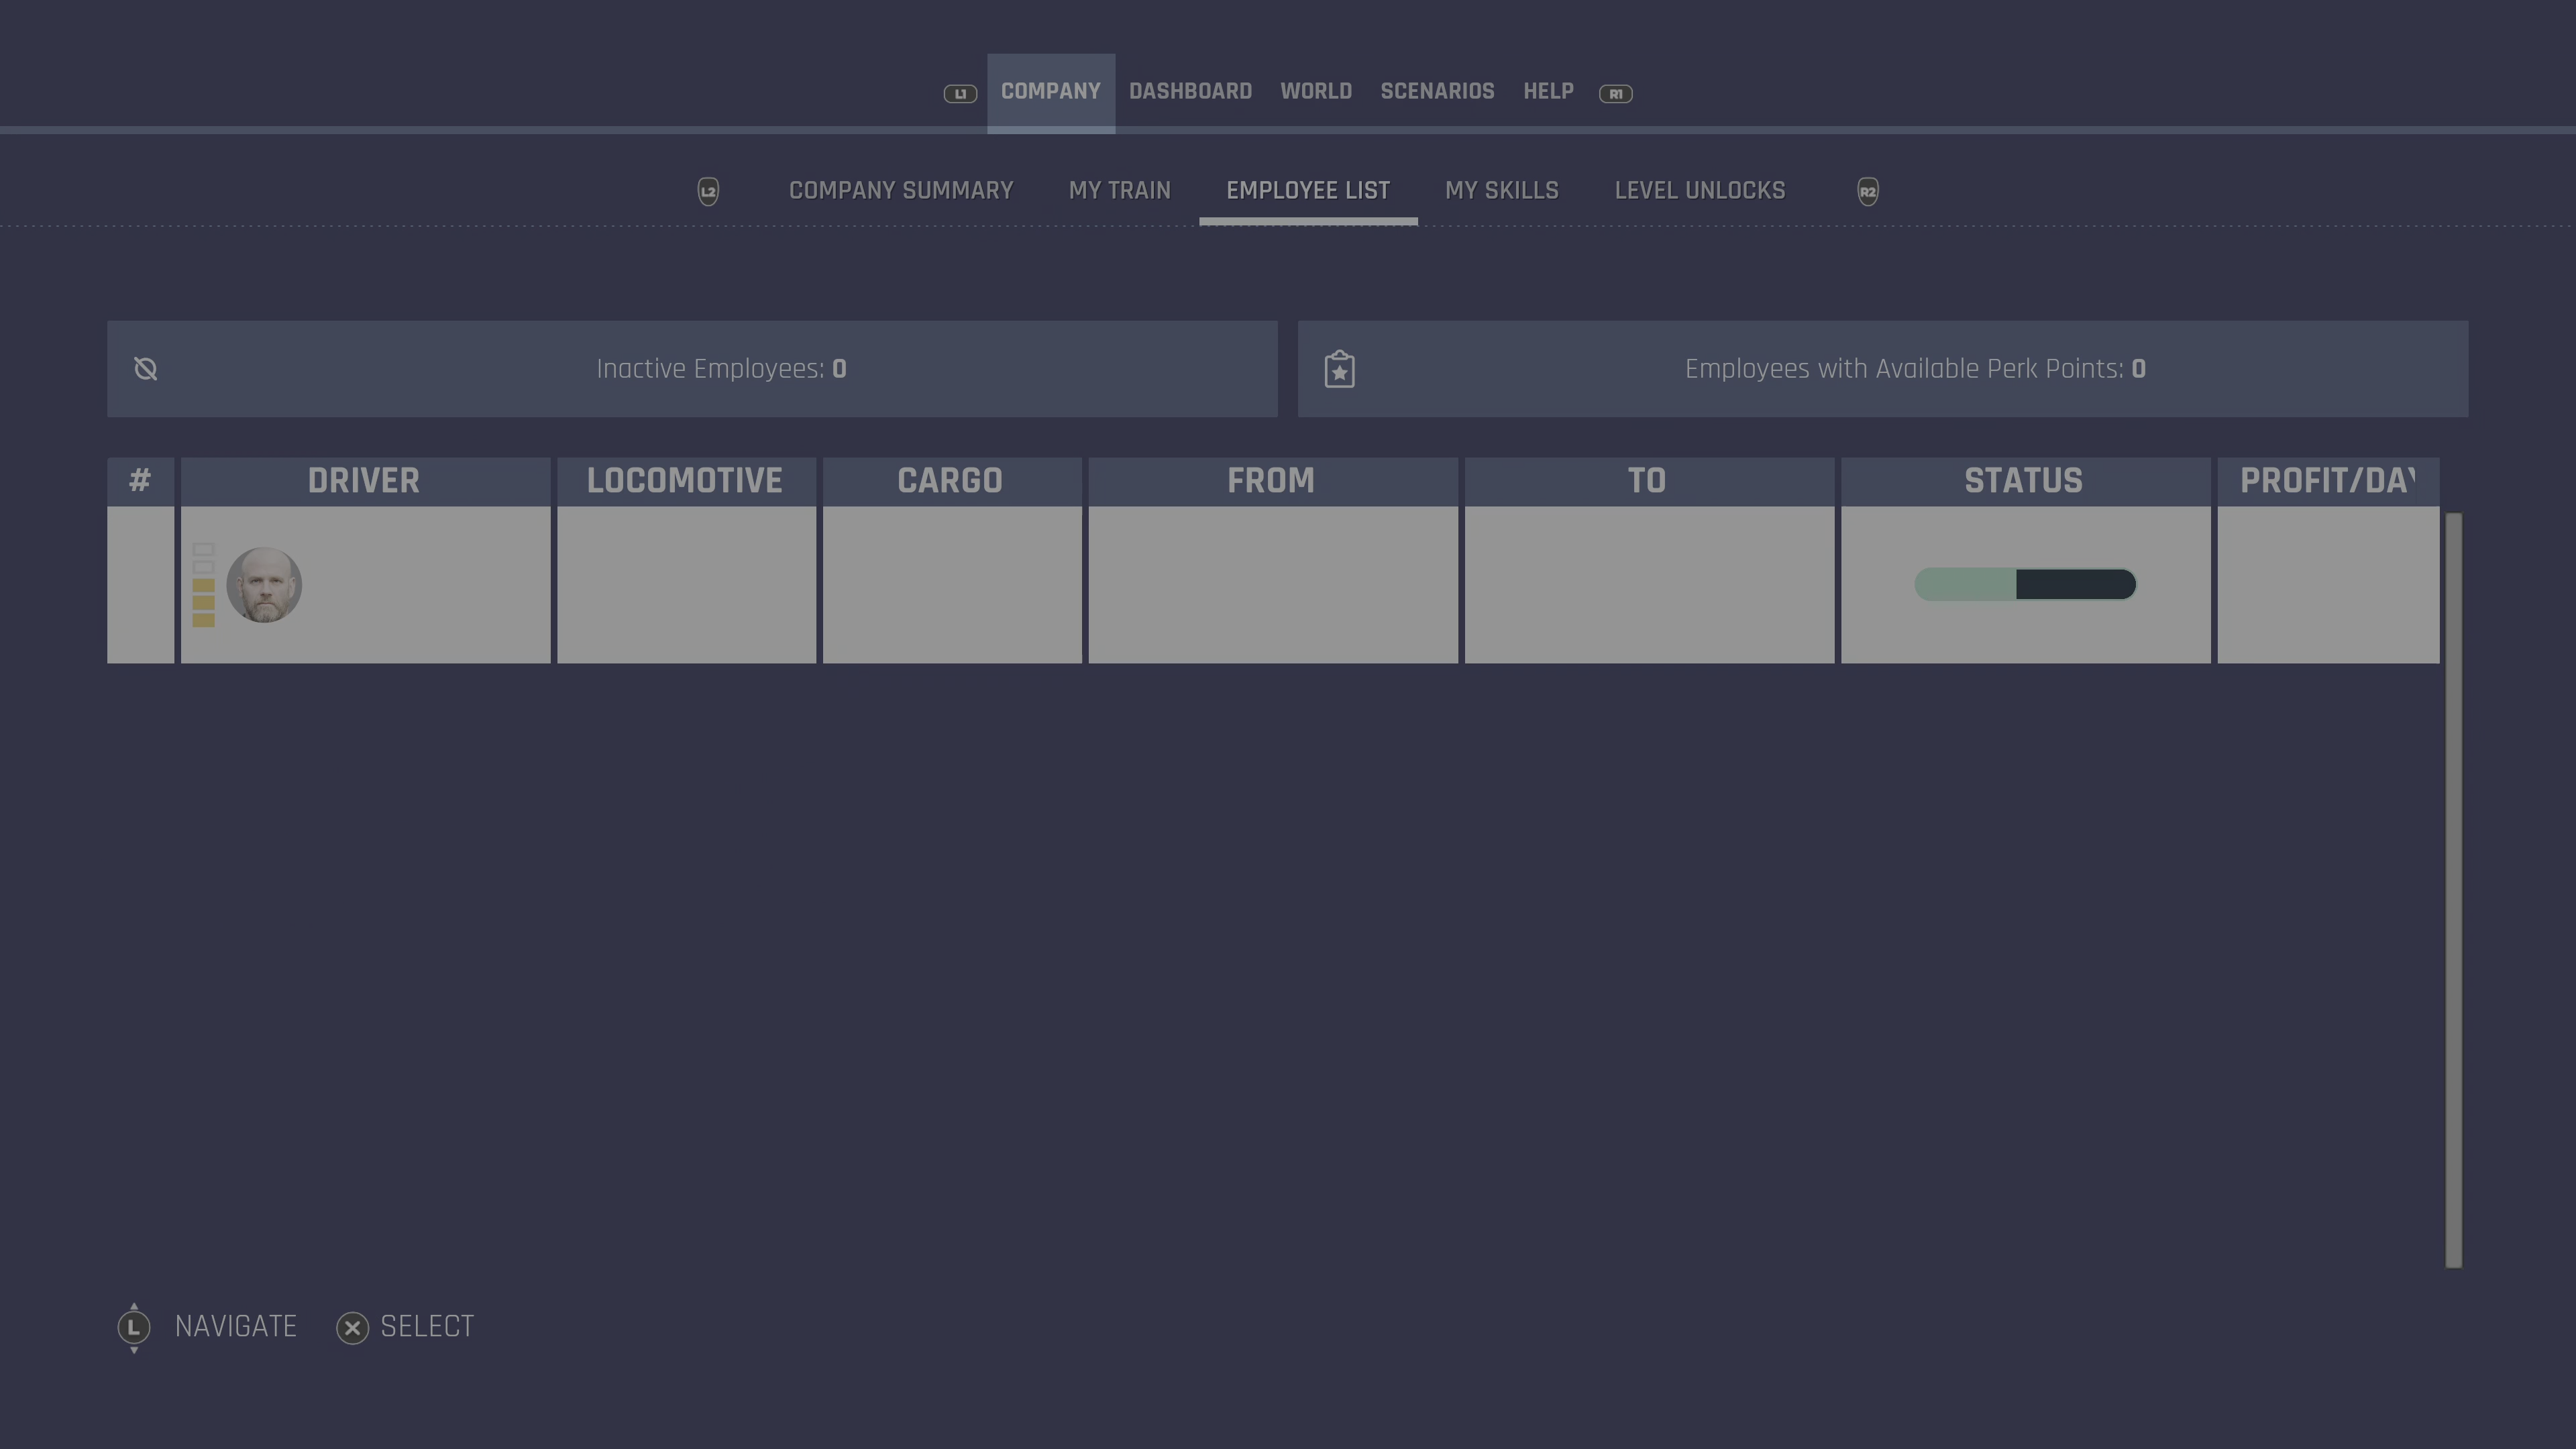 L1 COMPANY DASHBOARD WORLD SCENARIOS HELP R1
L2 COMPANY SUMMARY MY TRAIN EMPLOYEE LIST MY SKILLS LEVEL UNLOCKS R2
Inactive Employees: 0
Employees with Available Perk Points: 0
# DRIVER LOCOMOTIVE CARGO FROM TO STATUS PROFIT/DAY
L NAVIGATE SELECT